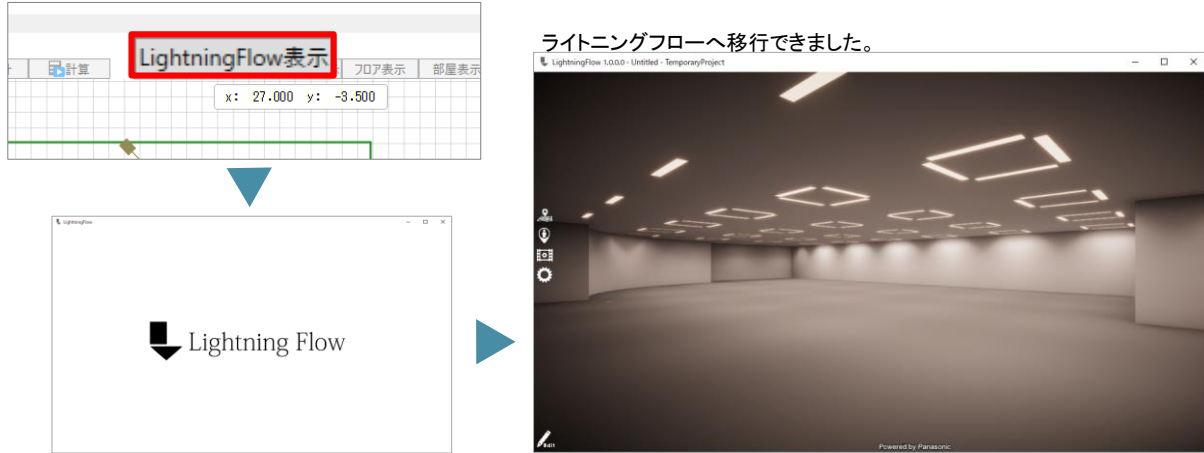 LightningFlow表示
計算
フロア表示
部屋表示
x: 27.000 y: -3.500
LightningFlow
Lightning Flow
ライトニングフローへ移行できました。
LightningFlow 1.0.0.0 - Untitled - TemporaryProject
Edit
Powered by Panasonic